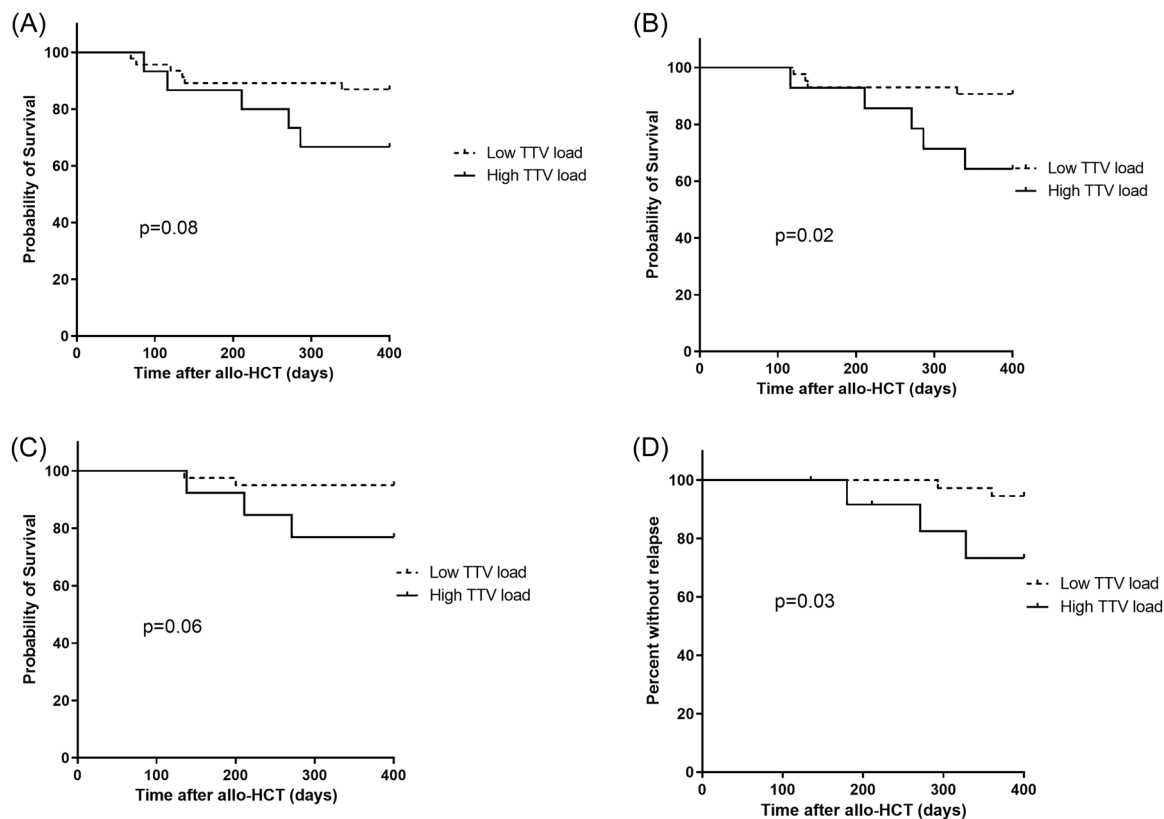 (A)
100
80
60
40
20
0
Probability of Survival
p=0.08
Low TTV load
High TTV load
0 100 200 300 400
Time after allo-HCT (days)
(B)
100
80
60
40
20
0
Probability of Survival
p=0.02
Low TTV load
High TTV load
0 100 200 300 400
Time after allo-HCT (days)
(C)
100
80
60
40
20
0
Probability of Survival
p=0.06
Low TTV load
High TTV load
0 100 200 300 400
Time after allo-HCT (days)
(D)
100
80
60
40
20
0
Percent without relapse
p=0.03
Low TTV load
High TTV load
0 100 200 300 400
Time after allo-HCT (days)